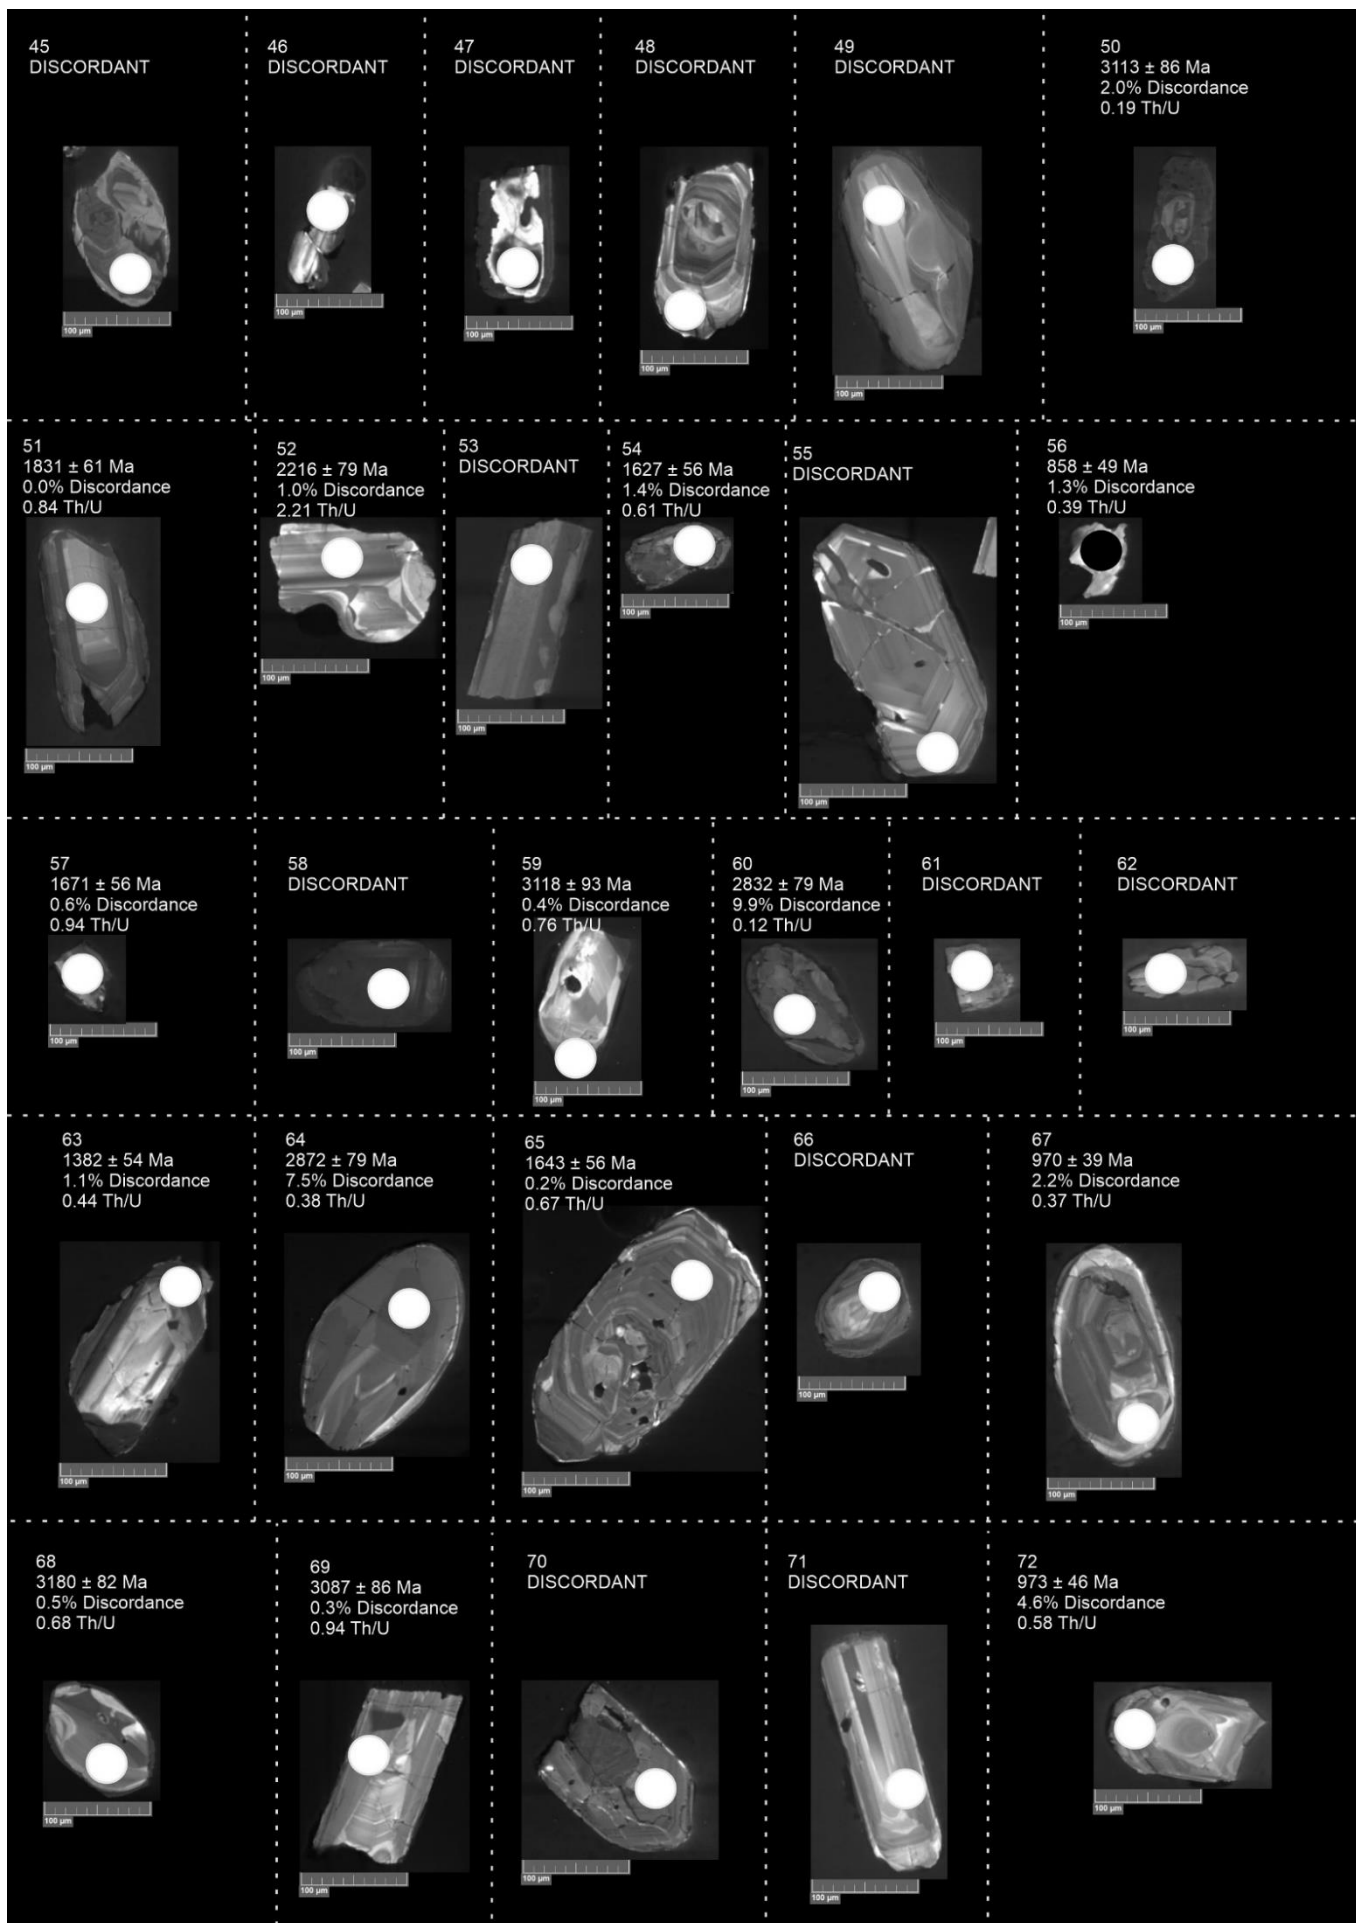 45
DISCORDANT
100 µm
46
DISCORDANT
100 µm
47
DISCORDANT
100 µm
48
DISCORDANT
100 µm
49
DISCORDANT
100 µm
50
3113 ± 86 Ma
2.0% Discordance
0.19 Th/U
100 µm
51
1831 ± 61 Ma
0.0% Discordance
0.84 Th/U
100 µm
52
2216 ± 79 Ma
1.0% Discordance
2.21 Th/U
100 µm
53
DISCORDANT
100 µm
54
1627 ± 56 Ma
1.4% Discordance
0.61 Th/U
100 µm
55
DISCORDANT
100 µm
56
858 ± 49 Ma
1.3% Discordance
0.39 Th/U
100 µm
57
1671 ± 56 Ma
0.6% Discordance
0.94 Th/U
100 µm
58
DISCORDANT
100 µm
59
3118 ± 93 Ma
0.4% Discordance
0.76 Th/U
100 µm
60
2832 ± 79 Ma
9.9% Discordance
0.12 Th/U
100 µm
61
DISCORDANT
100 µm
62
DISCORDANT
100 µm
63
1382 ± 54 Ma
1.1% Discordance
0.44 Th/U
100 µm
64
2872 ± 79 Ma
7.5% Discordance
0.38 Th/U
100 µm
65
1643 ± 56 Ma
0.2% Discordance
0.67 Th/U
100 µm
66
DISCORDANT
100 µm
67
970 ± 39 Ma
2.2% Discordance
0.37 Th/U
100 µm
68
3180 ± 82 Ma
0.5% Discordance
0.68 Th/U
100 µm
69
3087 ± 86 Ma
0.3% Discordance
0.94 Th/U
100 µm
70
DISCORDANT
100 µm
71
DISCORDANT
100 µm
72
973 ± 46 Ma
4.6% Discordance
0.58 Th/U
100 µm